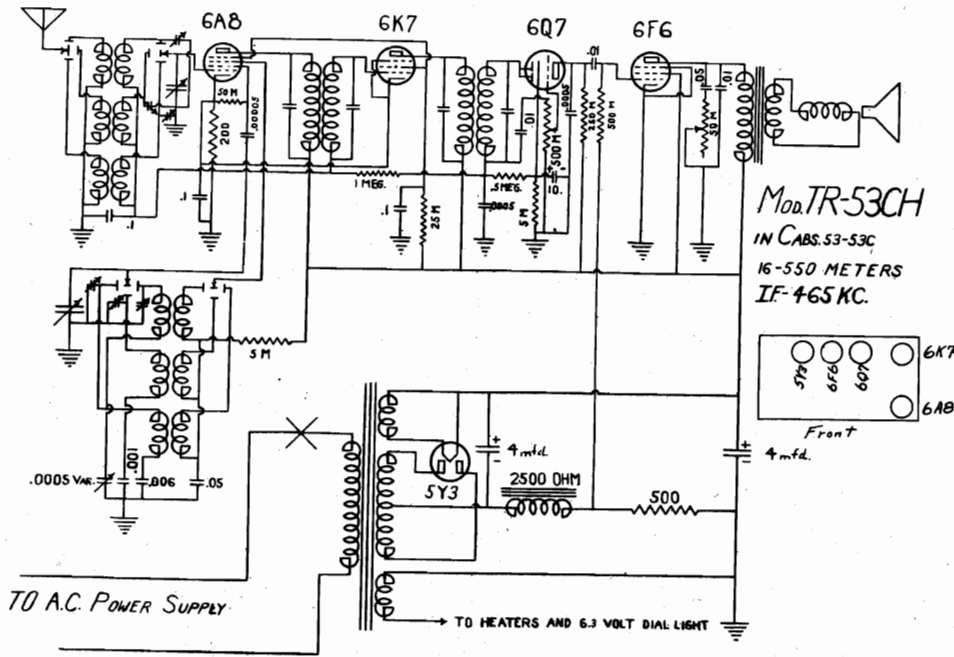 6A8
6K7
6Q7
6F6
50 M
200
.00005
.1
.1
1 MEG.
.1
25 M
.5 MEG.
.0005
.01
500 M
10.
5 M
.0005
.01
250 M
500 M
.05
.01
50 M
MOD. TR-53CH
IN CABS. 53-53C
16-550 METERS
I.F.-465 KC.
5Y3
6F6
6Q7
6K7
6A8
Front
5 M
.0005 VAR.
.001
.006
.05
5Y3
+
-
4 mfd.
2500 OHM
500
+
-
4 mfd.
TO A.C. POWER SUPPLY
TO HEATERS AND 6.3 VOLT DIAL LIGHT